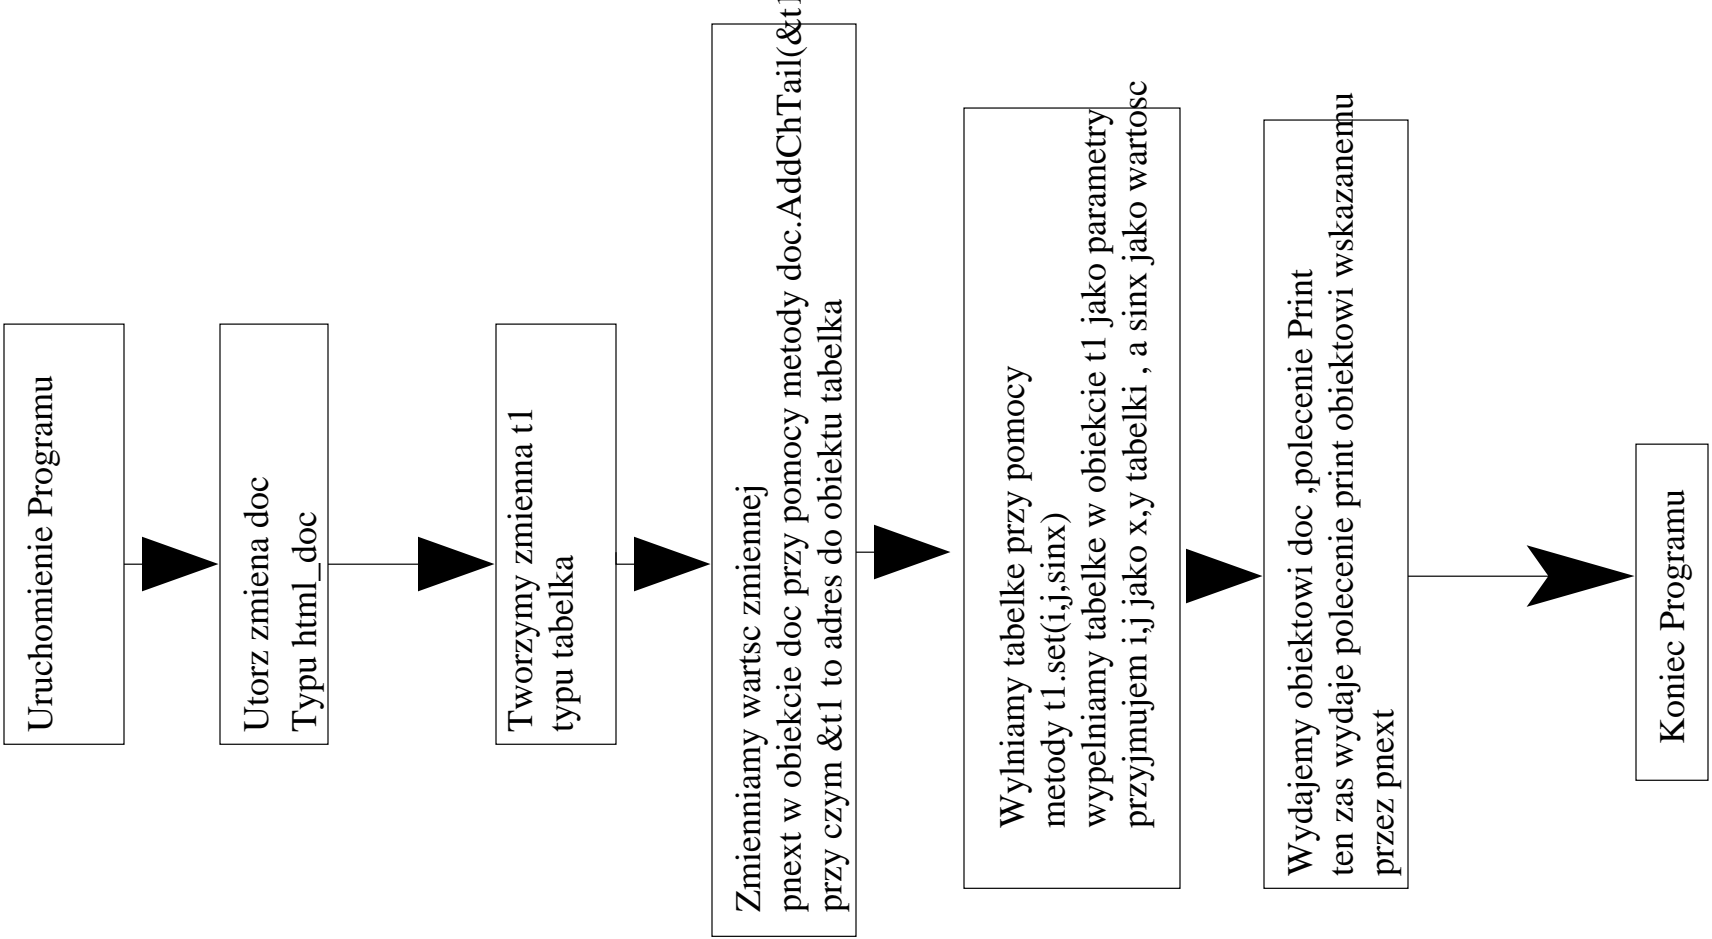 Uruchomienie Programu
Utorz zmiena doc
Typu html_doc
Tworzymy zmienna t1
typu tabelka
Zmienniamy wartsc zmiennej
pnext w obiekcie doc przy pomocy metody doc.AddChTail(&t1
przy czym &t1 to adres do obiektu tabelka
Wylniamy tabelke przy pomocy
metody t1.set(i,j,sinx)
wypelniamy tabelke w obiekcie t1 jako parametry
przyjmujem i,j jako x,y tabelki , a sinx jako wartosc
Wydajemy obiektowi doc ,polecenie Print
ten zas wydaje polecenie print obiektowi wskazanemu
przez pnext
Koniec Programu